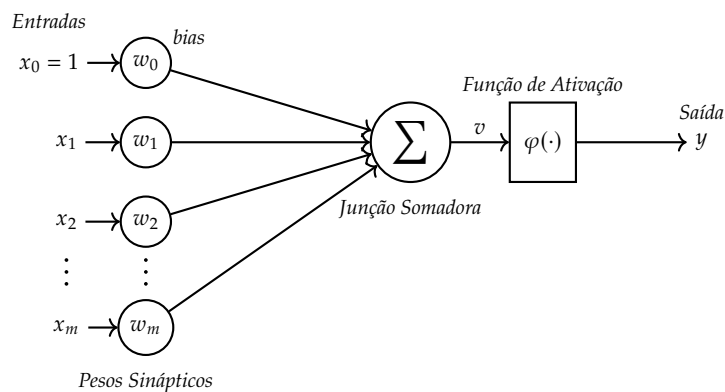 Entradas
x₀ = 1
w₀
bias
x₁
w₁
x₂
w₂
⋮
⋮
xₘ
wₘ
Pesos Sinápticos
∑
Junção Somadora
v
Função de Ativação
φ(·)
Saída
y